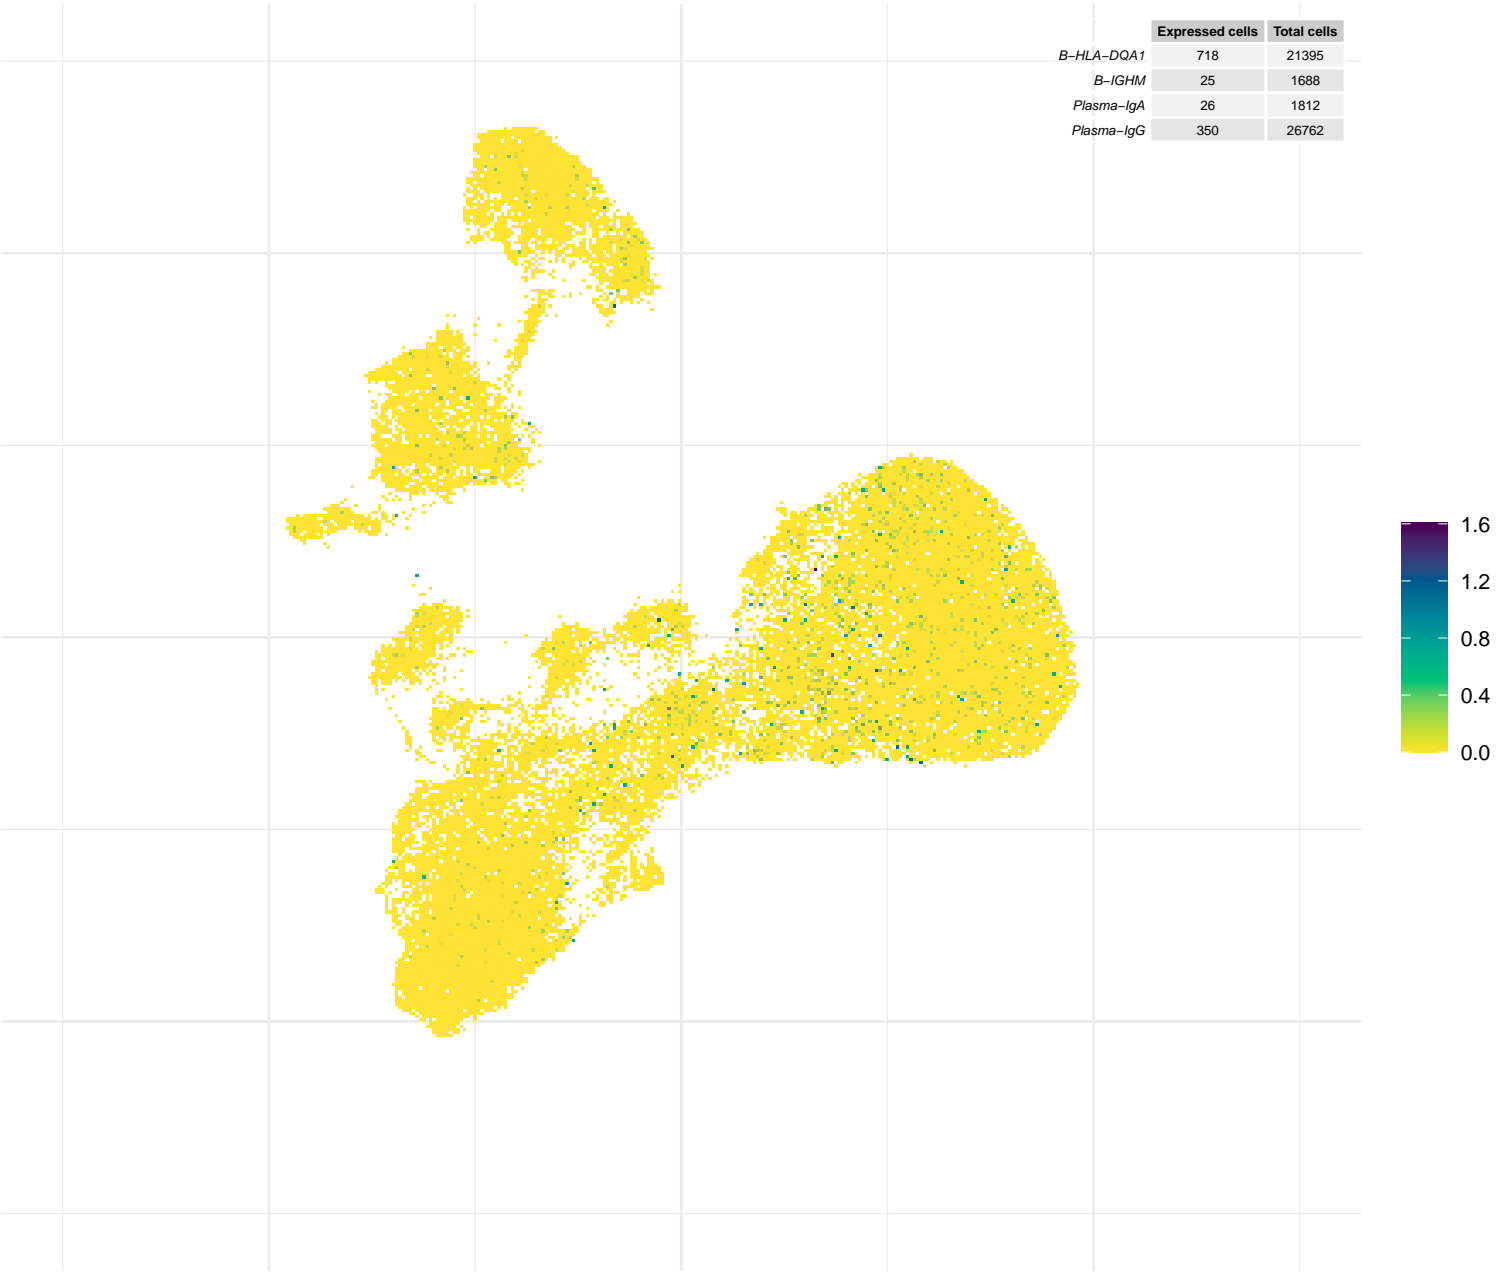 Expressed cells Total cells
B−HLA−DQA1 718 21395
B−IGHM 25 1688
Plasma−IgA 26 1812
Plasma−IgG 350 26762
1.6
1.2
0.8
0.4
0.0